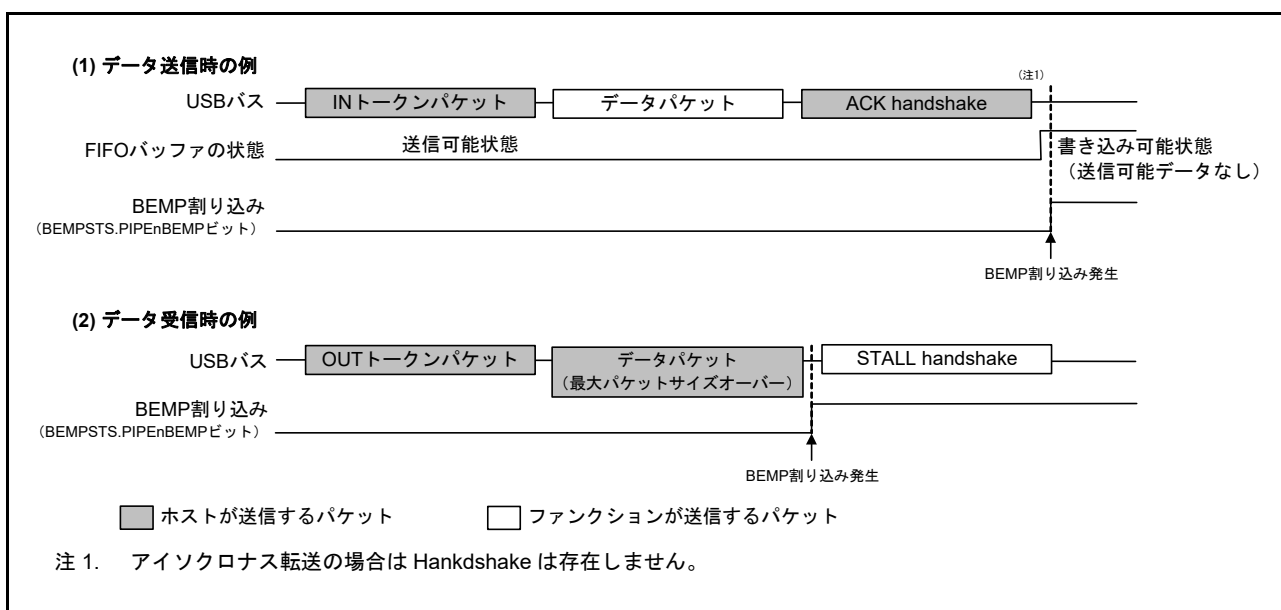 (1) データ送信時の例
(注1)
USBバス
INトークンパケット
データパケット
ACK handshake
FIFOバッファの状態
送信可能状態
書き込み可能状態
（送信可能データなし）
BEMP割り込み
（BEMPSTS.PIPEnBEMPビット）
BEMP割り込み発生
(2) データ受信時の例
USBバス
OUTトークンパケット
データパケット
（最大パケットサイズオーバー）
STALL handshake
BEMP割り込み
（BEMPSTS.PIPEnBEMPビット）
BEMP割り込み発生
ホストが送信するパケット
ファンクションが送信するパケット
注 1. アイソクロナス転送の場合は Hankdshake は存在しません。